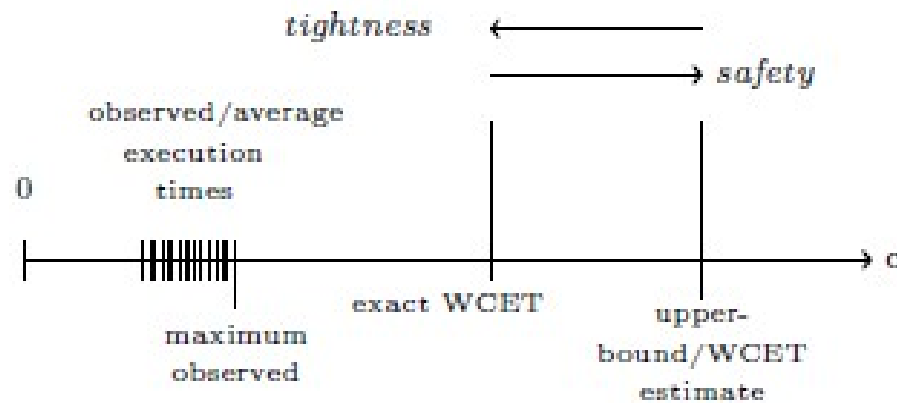 tightness
safety
observed/average
execution
times
0
exact WCET
maximum
observed
upper-
bound/WCET
estimate